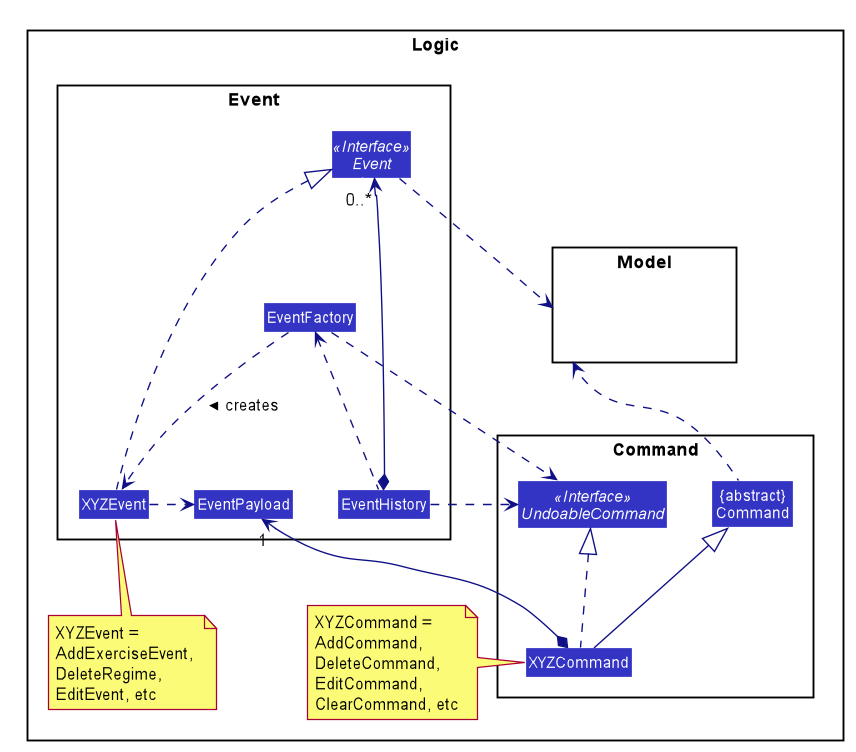 Logic
Event
«Interface»
Event
0..*
Model
EventFactory
◄ creates
Command
XYZEvent
EventPayload
EventHistory
«Interface»
UndoableCommand
{abstract}
Command
1
XYZEvent =
AddExerciseEvent,
DeleteRegime,
EditEvent, etc
XYZCommand =
AddCommand,
DeleteCommand,
EditCommand,
ClearCommand, etc
XYZCommand